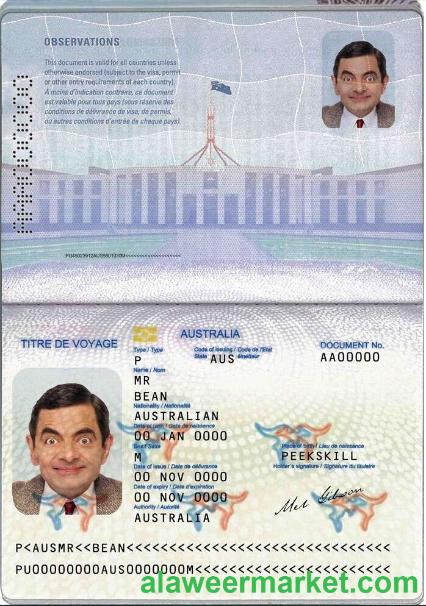 OBSERVATIONS
This document is valid for all countries unless
otherwise endorsed (subject to the visa, permit
or other entry requirements of each country).
A moins d'indication contraire, ce document
est valable pour tous pays (sous réserve des
conditions de délivrance de visa, de permis,
ou autres conditions d'entrée de chaque pays).
TITRE DE VOYAGE
AUSTRALIA
Type / Type
Code of issuing / Code de l'Etat
State émetteur
DOCUMENT No.
P
AUS
AA00000
Name / Nom
MR
BEAN
Nationality / Nationalité
AUSTRALIAN
Date of birth / Date de naissance
00 JAN 0000
M
Place of birth / Lieu de naissance
PEEKSKILL
Date of issue / Date de délivrance
Holder's signature / Signature du titulaire
00 NOV 0000
Mel Gibson
Date of expiry / Date d'expiration
00 NOV 0000
Authority / Autorité
AUSTRALIA
P<AUSMR<<BEAN<<<<<<<<<<<<<<<<<<<<<<<<<<<<<<<
alaweermarket.com